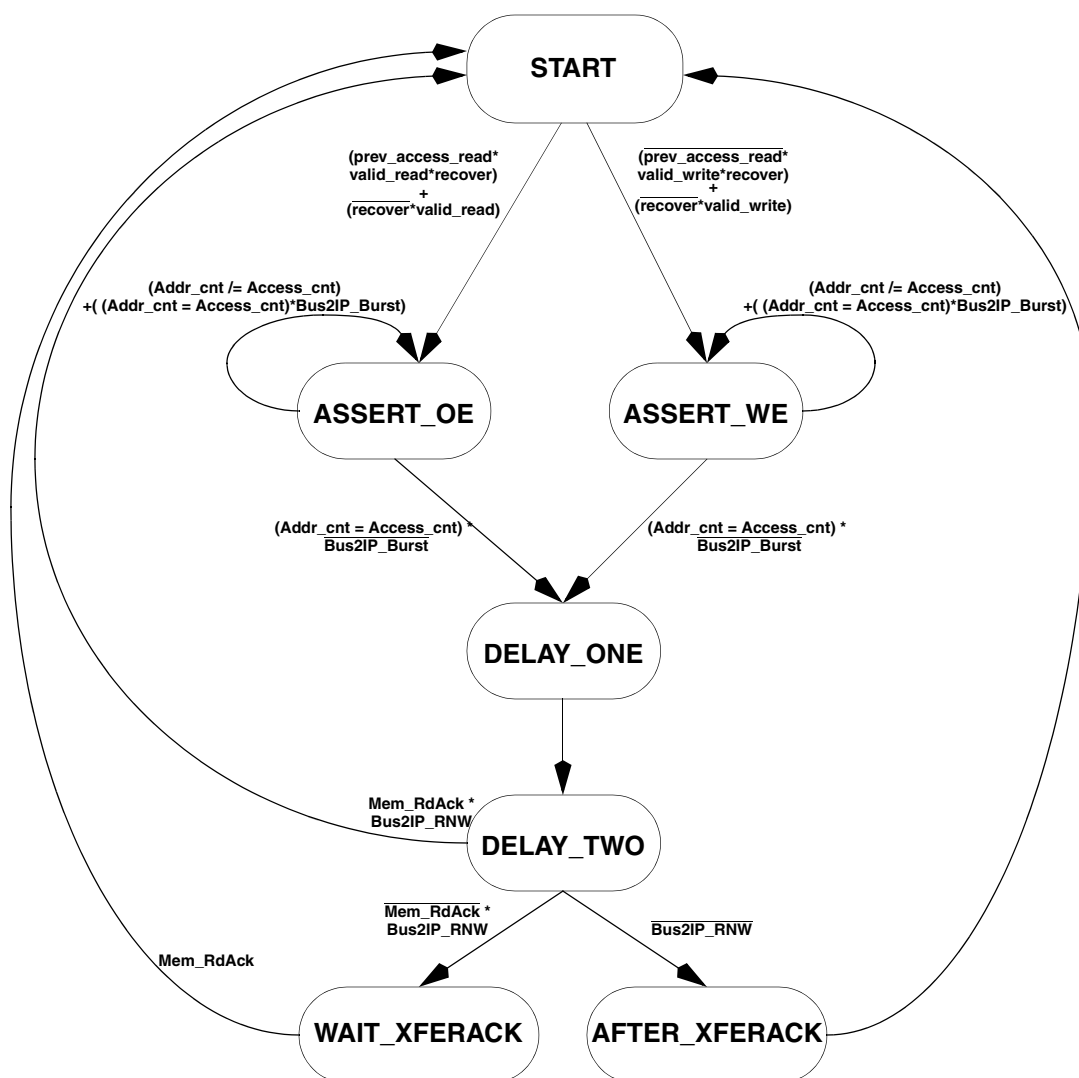 START
(prev_access_read*
valid_read*recover)
+
(recover*valid_read)
(prev_access_read*
valid_write*recover)
+
(recover*valid_write)
(Addr_cnt /= Access_cnt)
+( (Addr_cnt = Access_cnt)*Bus2IP_Burst)
(Addr_cnt /= Access_cnt)
+( (Addr_cnt = Access_cnt)*Bus2IP_Burst)
ASSERT_OE
ASSERT_WE
(Addr_cnt = Access_cnt) *
Bus2IP_Burst
(Addr_cnt = Access_cnt) *
Bus2IP_Burst
DELAY_ONE
Mem_RdAck *
Bus2IP_RNW
DELAY_TWO
Mem_RdAck *
Bus2IP_RNW
Bus2IP_RNW
Mem_RdAck
WAIT_XFERACK
AFTER_XFERACK